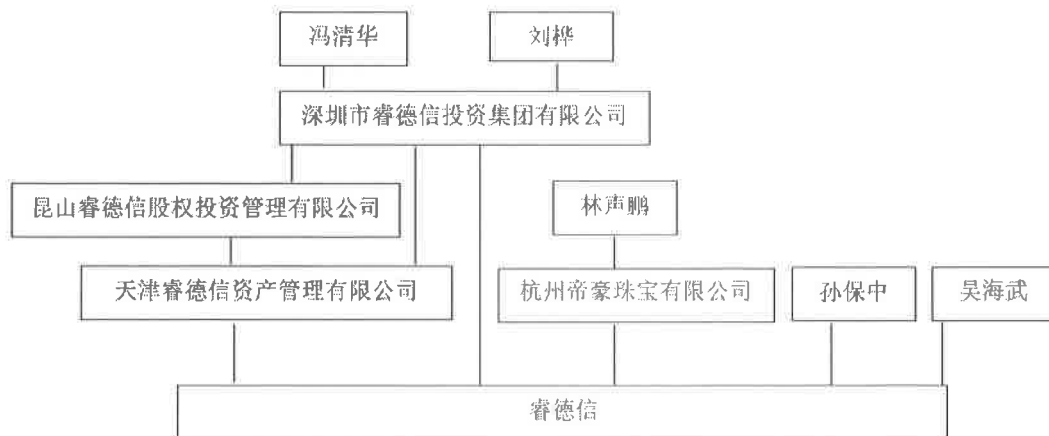 冯清华
刘桦
深圳市睿德信投资集团有限公司
昆山睿德信股权投资管理有限公司
林声鹏
天津睿德信资产管理有限公司
杭州帝豪珠宝有限公司
孙保中
吴海武
睿德信